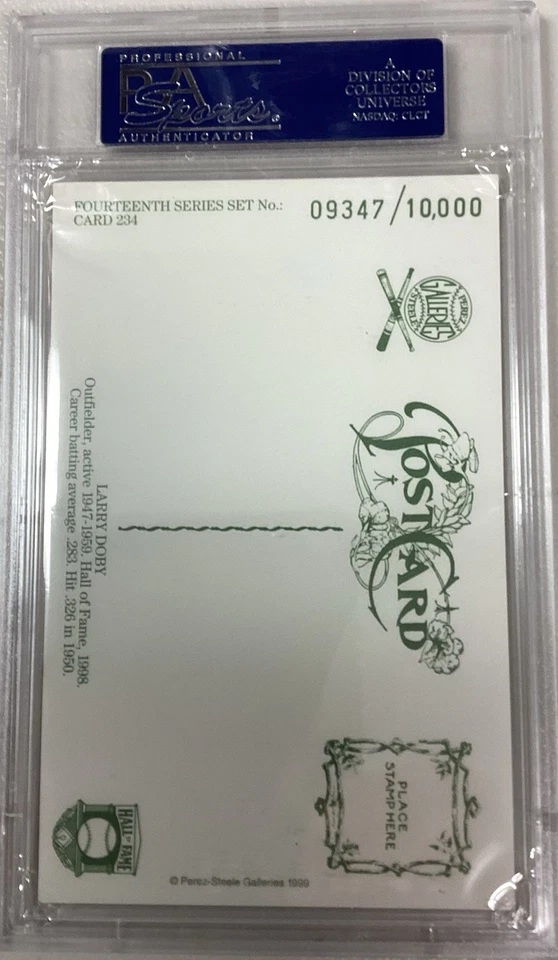 PROFESSIONAL
PSA
Sports.
AUTHENTICATOR
A
DIVISION OF
COLLECTORS
UNIVERSE
NASDAQ: CLCT
FOURTEENTH SERIES SET No.:
CARD 234
09347/10,000
PEREZ
GALLERIES
STEELE
POSTCARD
PLACE
STAMP HERE
LARRY DOBY
Outfielder, active 1947-1959. Hall of Fame, 1998.
Career batting average .283. Hit .326 in 1950.
HALL OF FAME
© Perez-Steele Galleries 1999